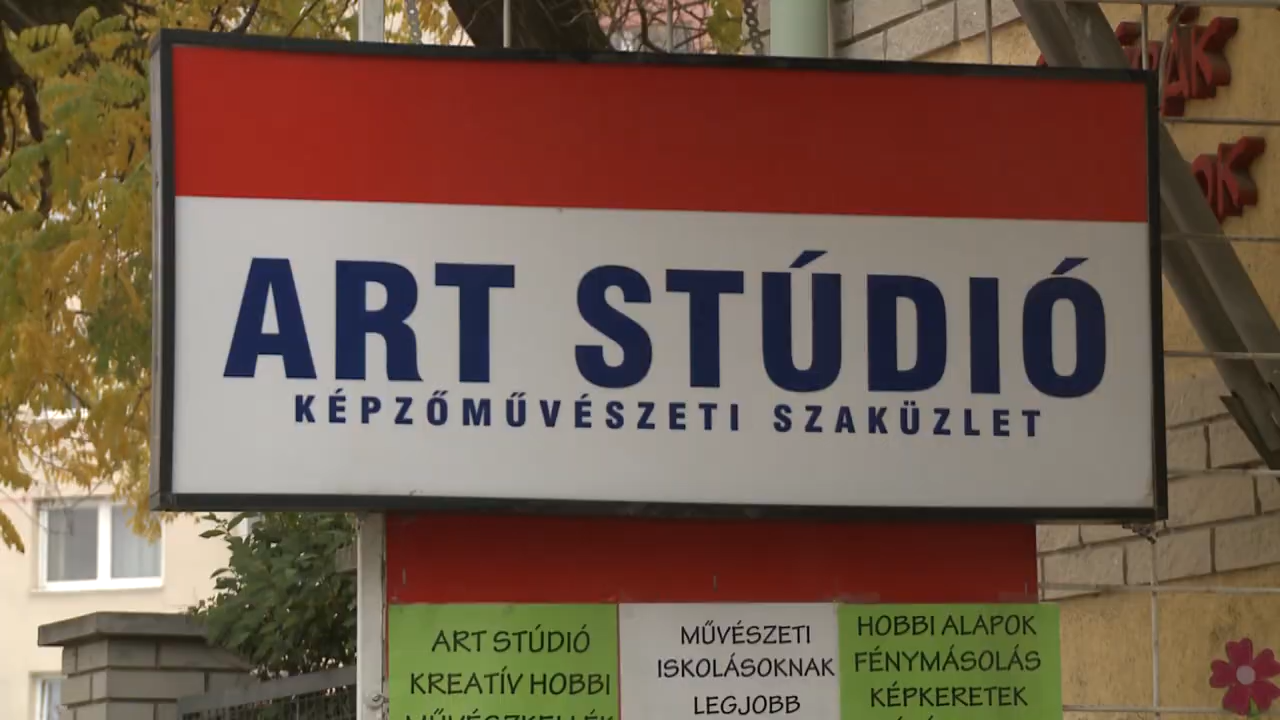 ART STÚDIÓ
KÉPZŐMŰVÉSZETI SZAKÜZLET
ART STÚDIÓ
KREATÍV HOBBI
MŰVÉSZKELLÉK
MŰVÉSZETI
ISKOLÁSOKNAK
LEGJOBB
HOBBI ALAPOK
FÉNYMÁSOLÁS
KÉPKERETEK